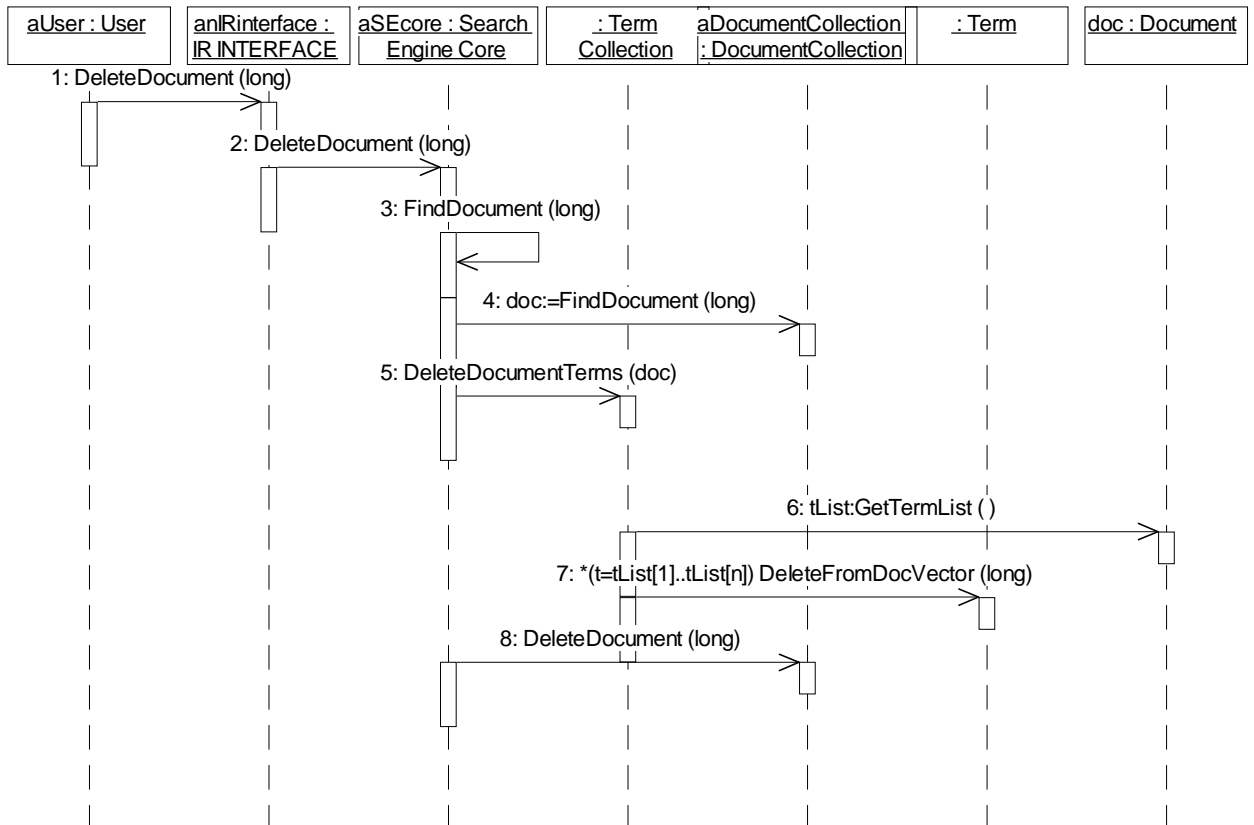 aUser : User
anIRinterface :
IR INTERFACE
aSEcore : Search
Engine Core
: Term
Collection
aDocumentCollection
: DocumentCollection
: Term
doc : Document
1: DeleteDocument (long)
2: DeleteDocument (long)
3: FindDocument (long)
4: doc:=FindDocument (long)
5: DeleteDocumentTerms (doc)
6: tList:GetTermList ( )
7: *(t=tList[1]..tList[n]) DeleteFromDocVector (long)
8: DeleteDocument (long)